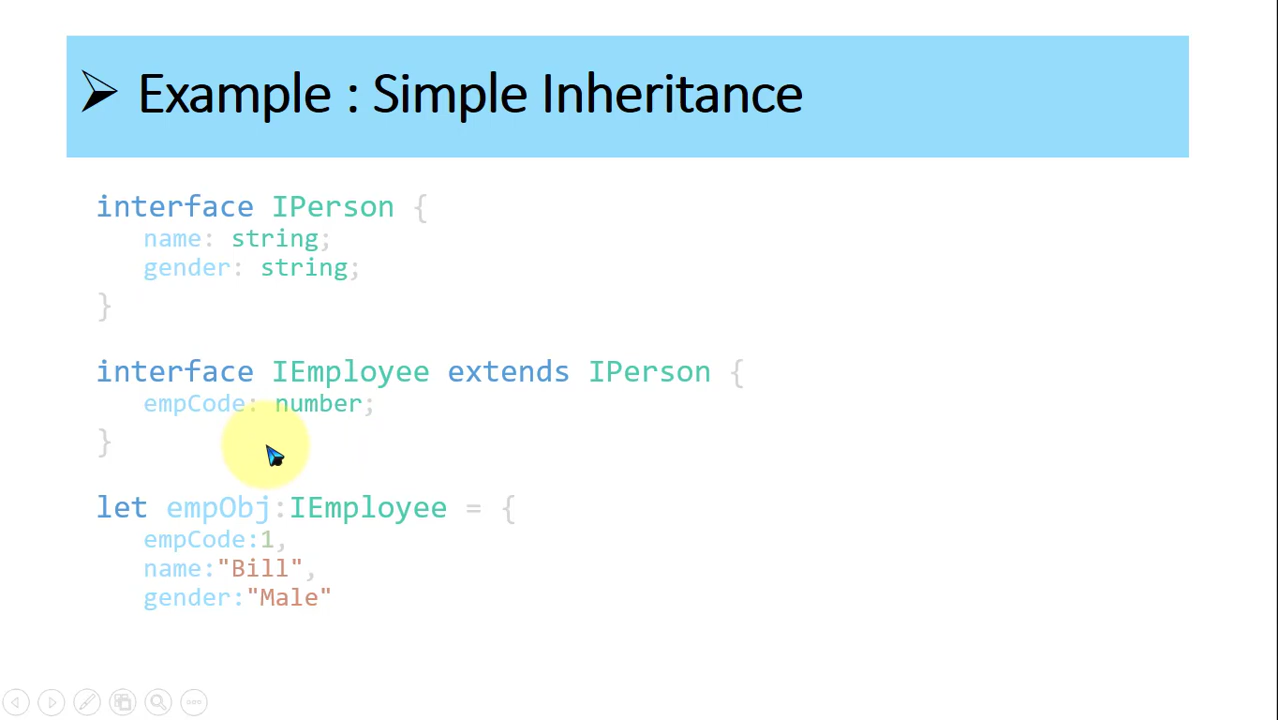 Example : Simple Inheritance
interface IPerson {
name: string;
gender: string;
}
interface IEmployee extends IPerson {
empCode: number;
}
let empObj:IEmployee = {
empCode:1,
name:"Bill",
gender:"Male"